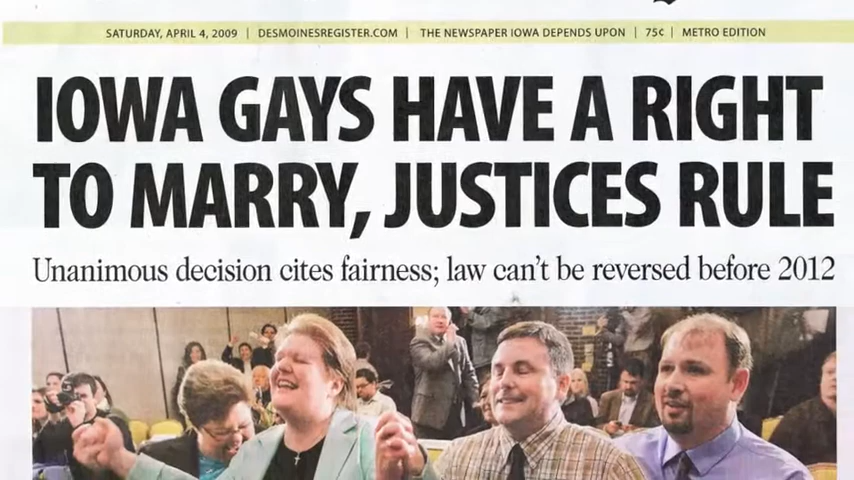 SATURDAY, APRIL 4, 2009 | DESMOINESREGISTER.COM | THE NEWSPAPER IOWA DEPENDS UPON | 75¢ | METRO EDITION
IOWA GAYS HAVE A RIGHT
TO MARRY, JUSTICES RULE
Unanimous decision cites fairness; law can't be reversed before 2012